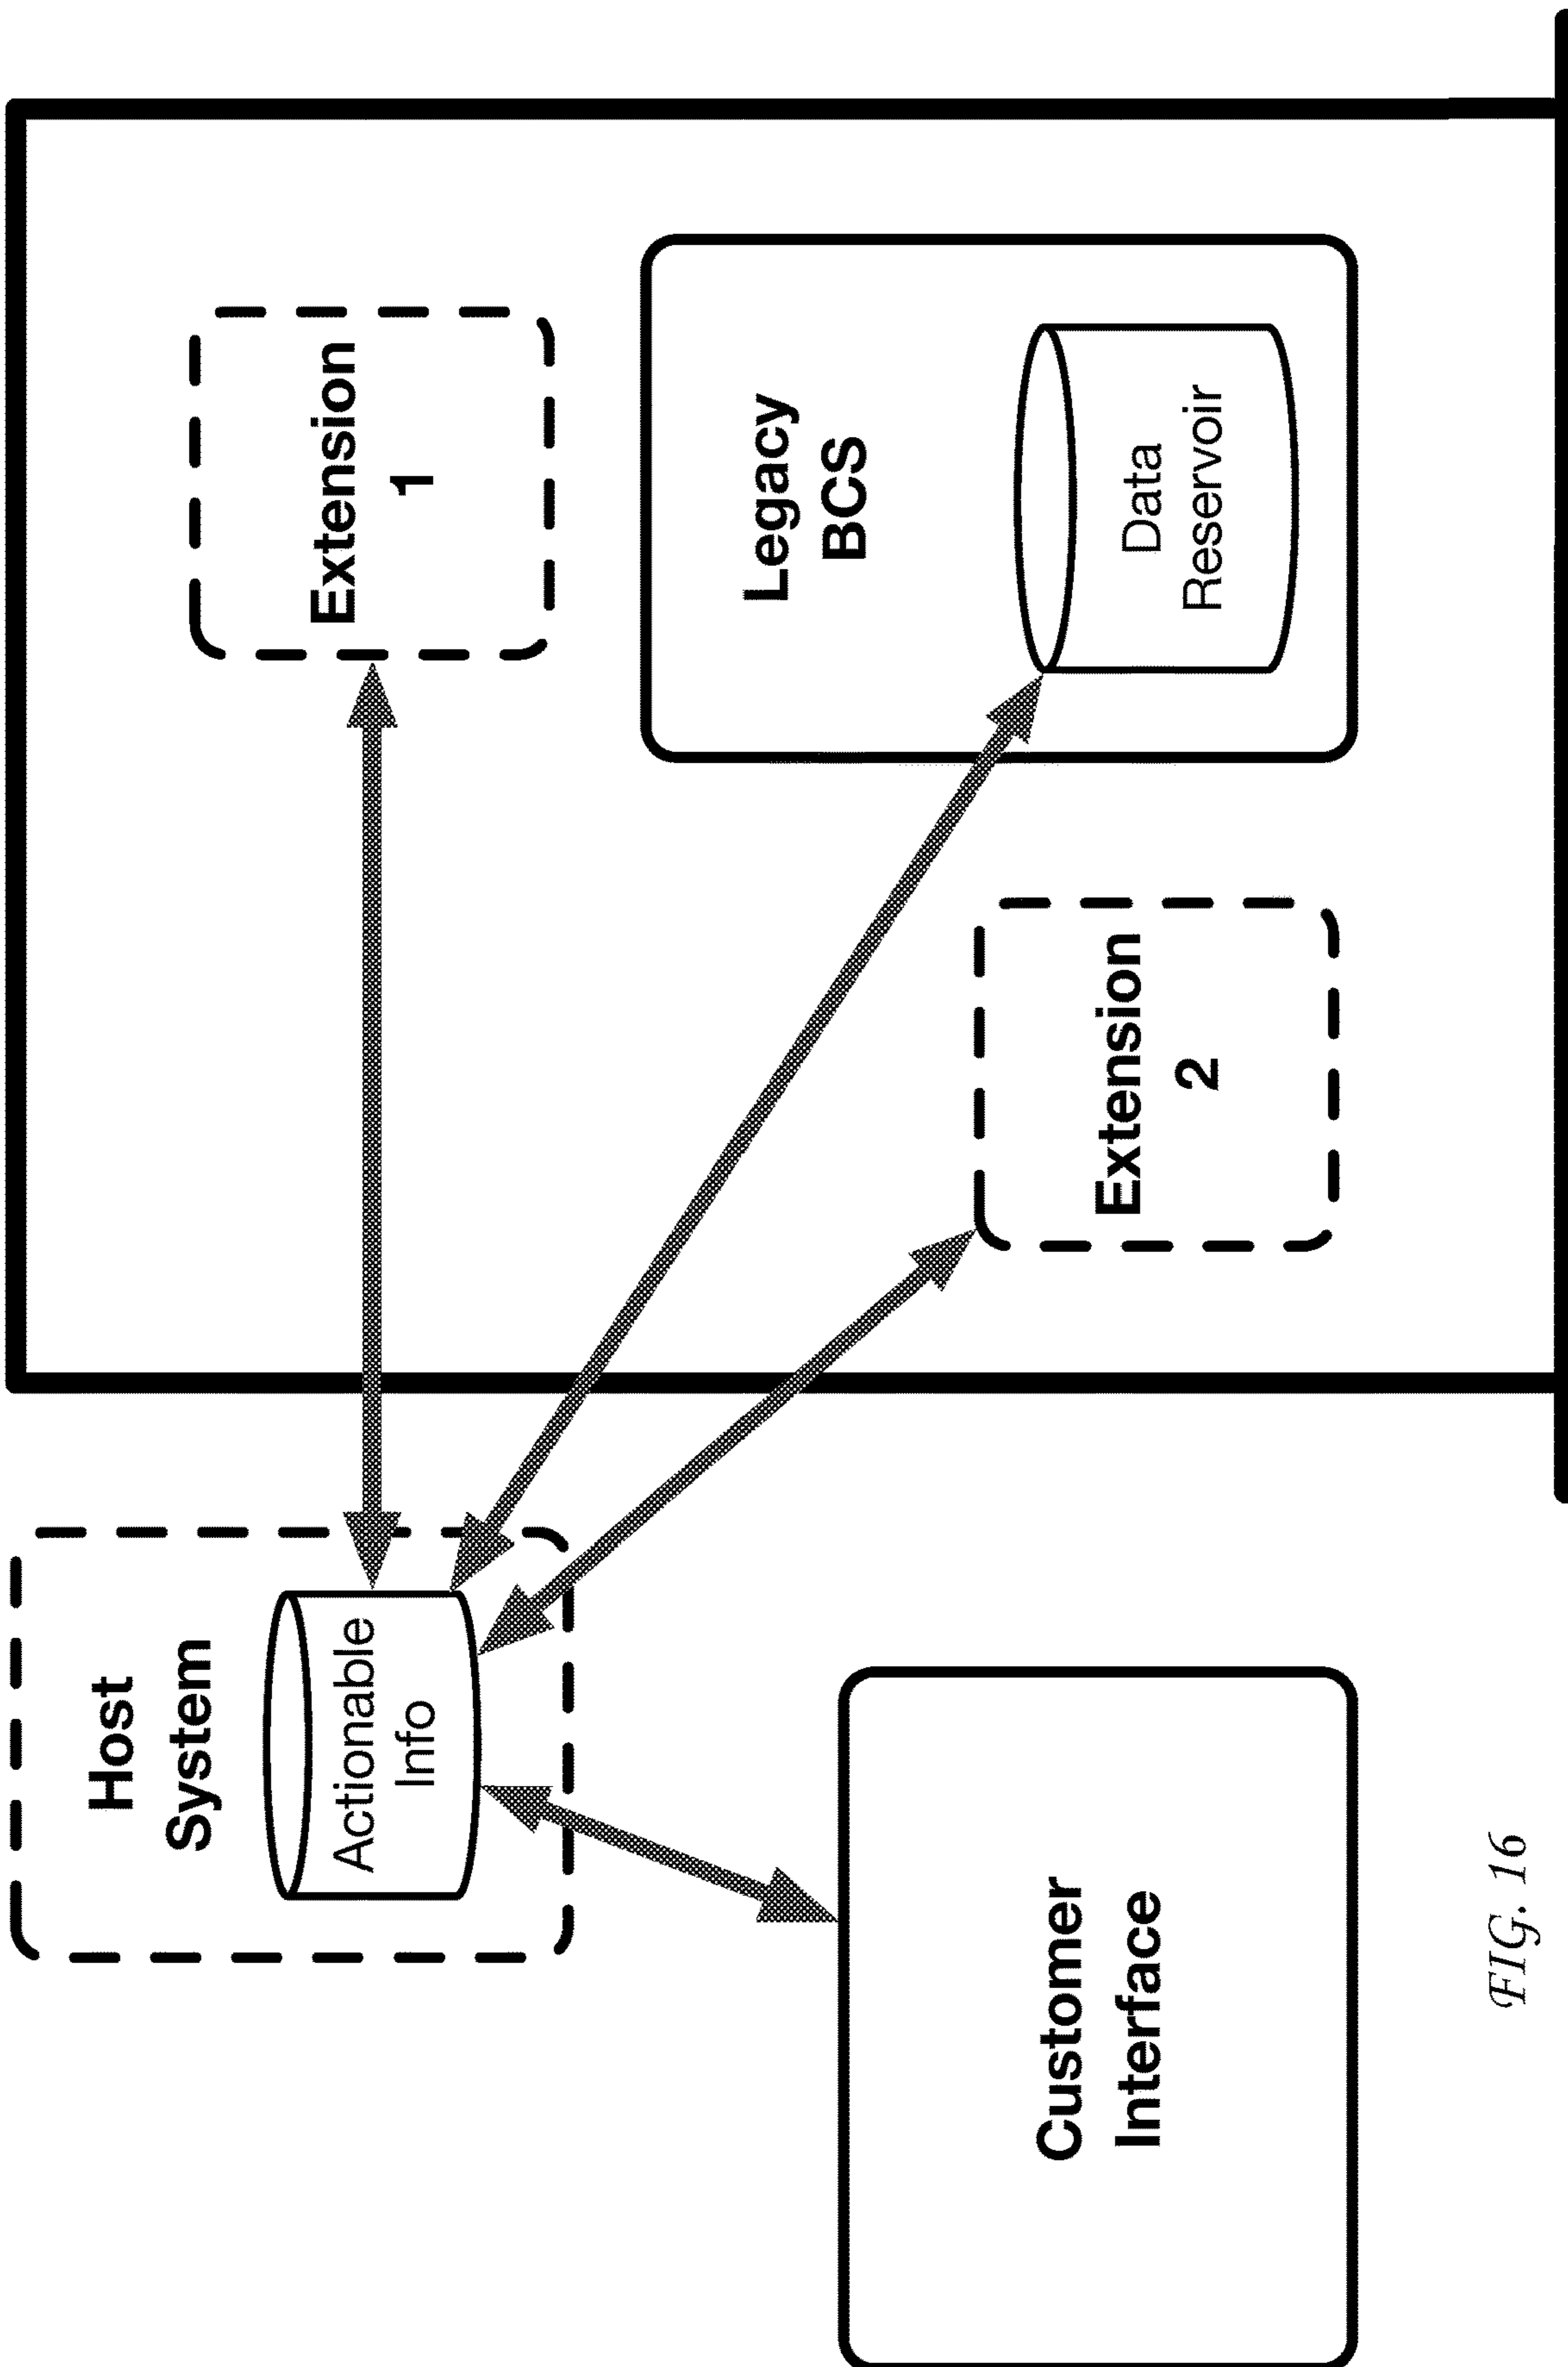 Host
System
Actionable
Info
Extension
1
Legacy
BCS
Data
Reservoir
Extension
2
Customer
Interface
FIG. 16